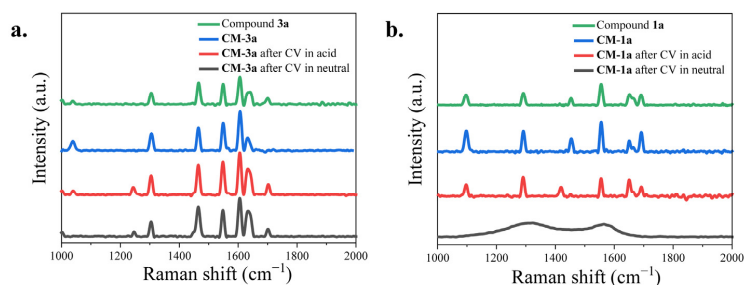 a.
Compound 3a
CM-3a
CM-3a after CV in acid
CM-3a after CV in neutral
Intensity (a.u.)
1000 1200 1400 1600 1800 2000
Raman shift (cm⁻¹)
b.
Compound 1a
CM-1a
CM-1a after CV in acid
CM-1a after CV in neutral
Intensity (a.u.)
1000 1200 1400 1600 1800 2000
Raman shift (cm⁻¹)